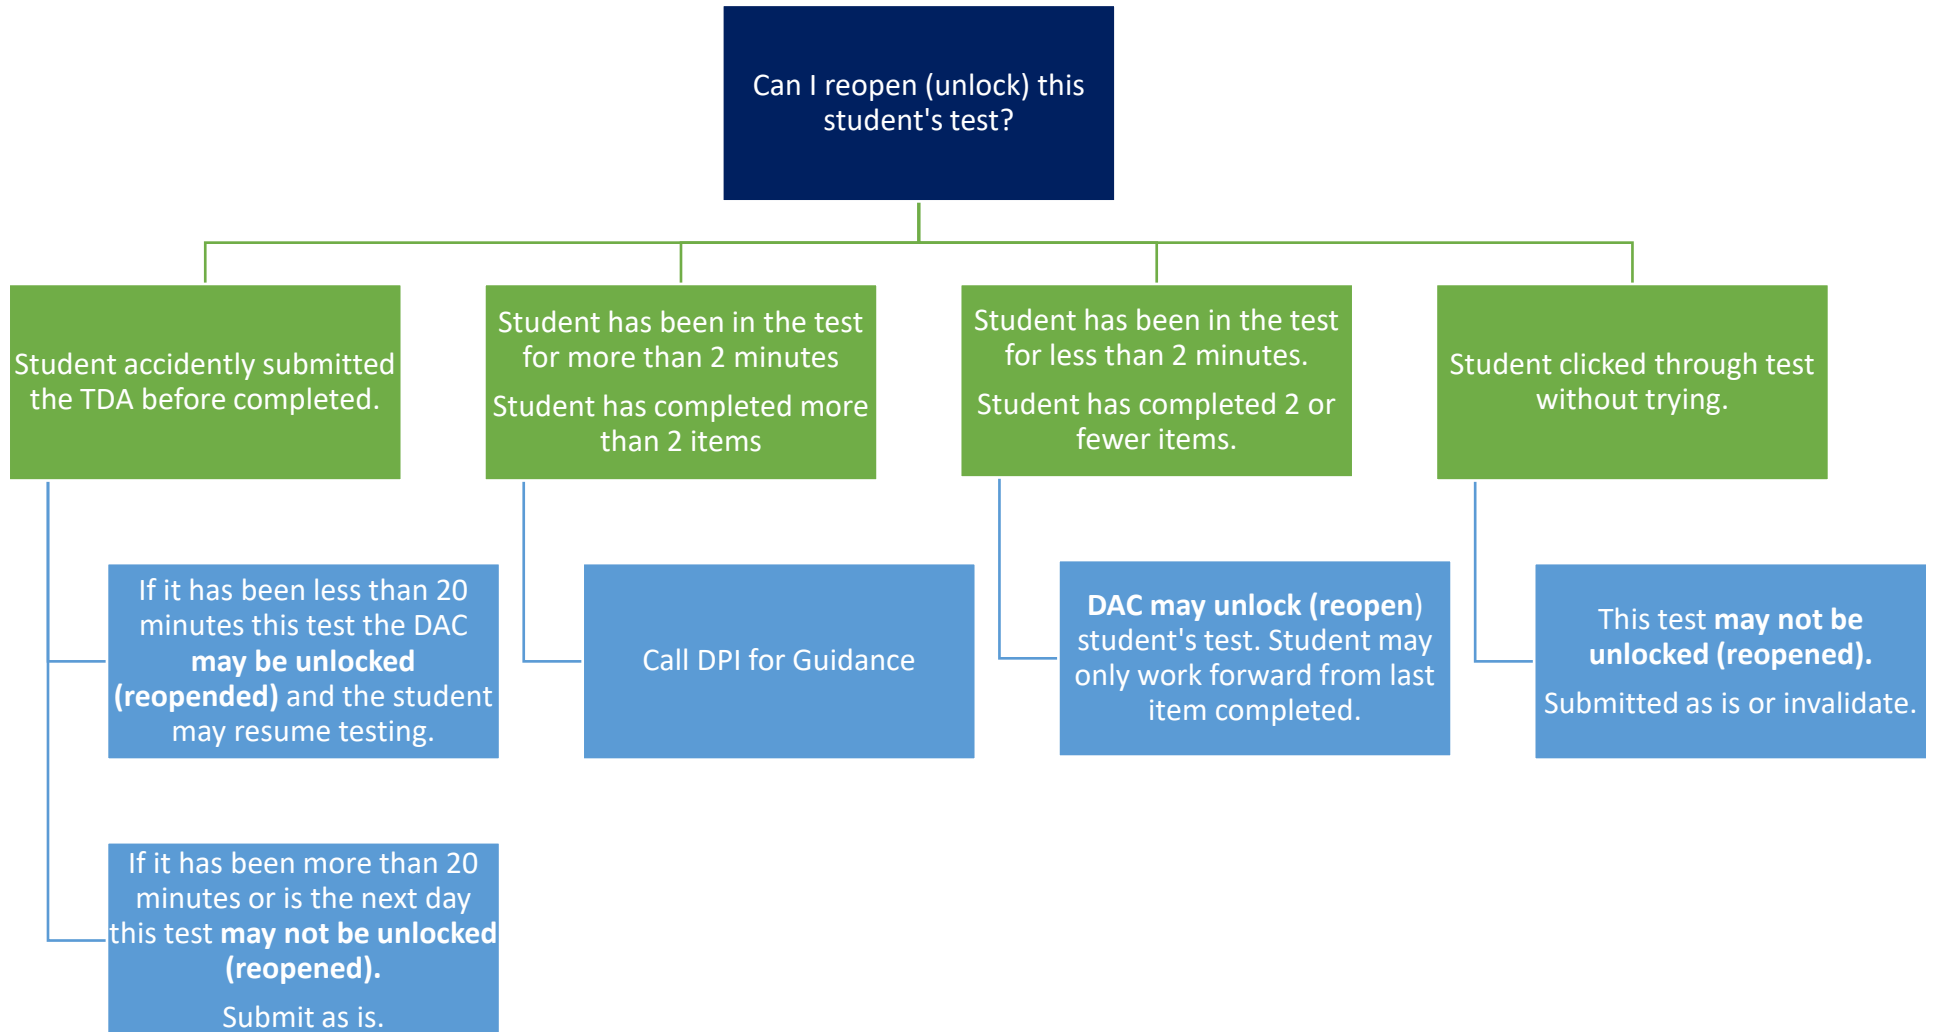 Can I reopen (unlock) this
student's test?
Student accidently submitted
the TDA before completed.
Student has been in the test
for more than 2 minutes
Student has completed more
than 2 items
Student has been in the test
for less than 2 minutes.
Student has completed 2 or
fewer items.
Student clicked through test
without trying.
If it has been less than 20
minutes this test the DAC
may be unlocked
(reopended) and the student
may resume testing.
Call DPI for Guidance
DAC may unlock (reopen)
student's test. Student may
only work forward from last
item completed.
This test may not be
unlocked (reopened).
Submitted as is or invalidate.
If it has been more than 20
minutes or is the next day
this test may not be unlocked
(reopened).
Submit as is.